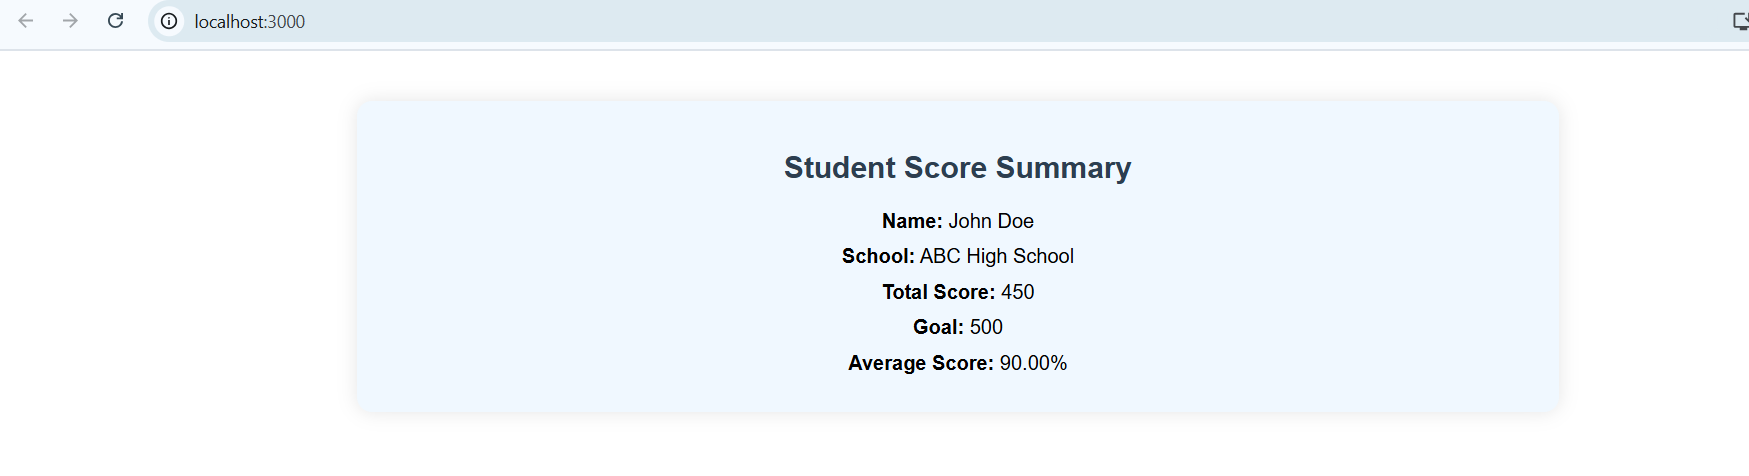 localhost:3000
Student Score Summary
Name: John Doe
School: ABC High School
Total Score: 450
Goal: 500
Average Score: 90.00%